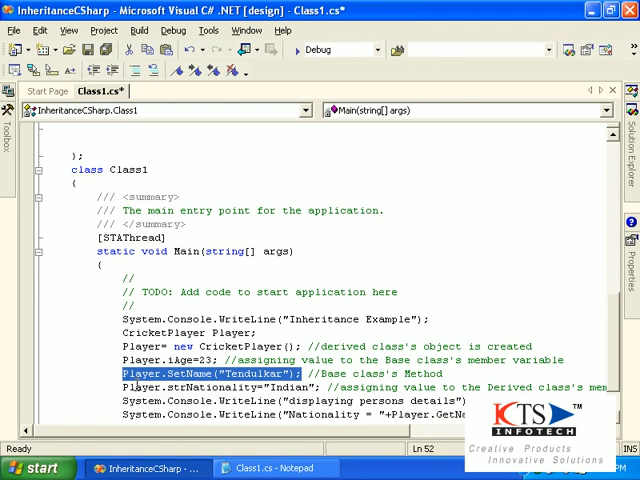 InheritanceCSharp - Microsoft Visual C# .NET [design] - Class1.cs*
File Edit View Project Build Debug Tools Window Help
Debug
Start Page Class1.cs*
InheritanceCSharp.Class1 Main(string[] args)
Toolbox
Solution Explorer
Properties
};
class Class1
{
/// <summary>
/// The main entry point for the application.
/// </summary>
[STAThread]
static void Main(string[] args)
{
//
// TODO: Add code to start application here
//
System.Console.WriteLine("Inheritance Example");
CricketPlayer Player;
Player= new CricketPlayer(); //derived class's object is created
Player.iAge=23; //assigning value to the Base class's member variable
Player.SetName("Tendulkar"); //Base class's Method
Player.strNationality="Indian"; //assigning value to the Derived class's mem
System.Console.WriteLine("displaying persons details")
System.Console.WriteLine("Nationality = "+Player.GetNa
Ready Ln 52 INS
KTS
INFOTECH
Creative Products
Innovative Solutions
start InheritanceCSharp - ... Class1.cs - Notepad